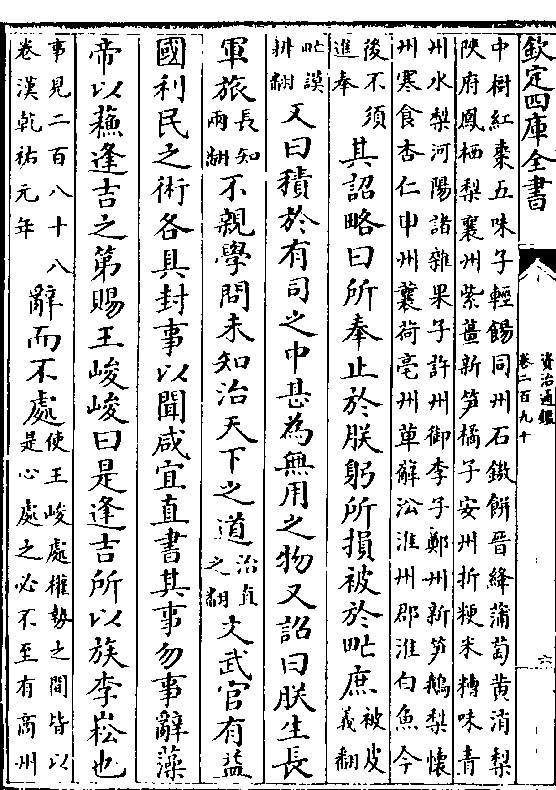 欽定四庫全書
資治通鑑
卷二百九十
六
中樹紅棗五味子輕餳同州石鏊餅晉絳蒲萄黄消梨
陜府鳳栖梨襄州紫薑新笋橘子安州折粳米糟味青
州水梨河陽諸雜果子許州御李子鄭州新笋鵝梨懷
州寒食杏仁申州蘘荷亳州萆薢㳂淮州郡淮白魚今
後不須
進奉
其詔略曰所奉止於朕躬所損被於甿庶
被皮
義翻
甿謨
耕翻
又曰積於有司之中甚為無用之物又詔曰朕生長
軍旅
長知
兩翻
不親學問未知治天下之道
治直
之翻
文武官有益
國利民之術各具封事以聞咸宜直書其事勿事辭藻
帝以蘓逢吉之第賜王峻峻曰是逢吉所以族李崧也
事見二百八十八
卷漢乾祐元年
辭而不處
使王峻處權勢之間皆以
是心處之必不至有商州